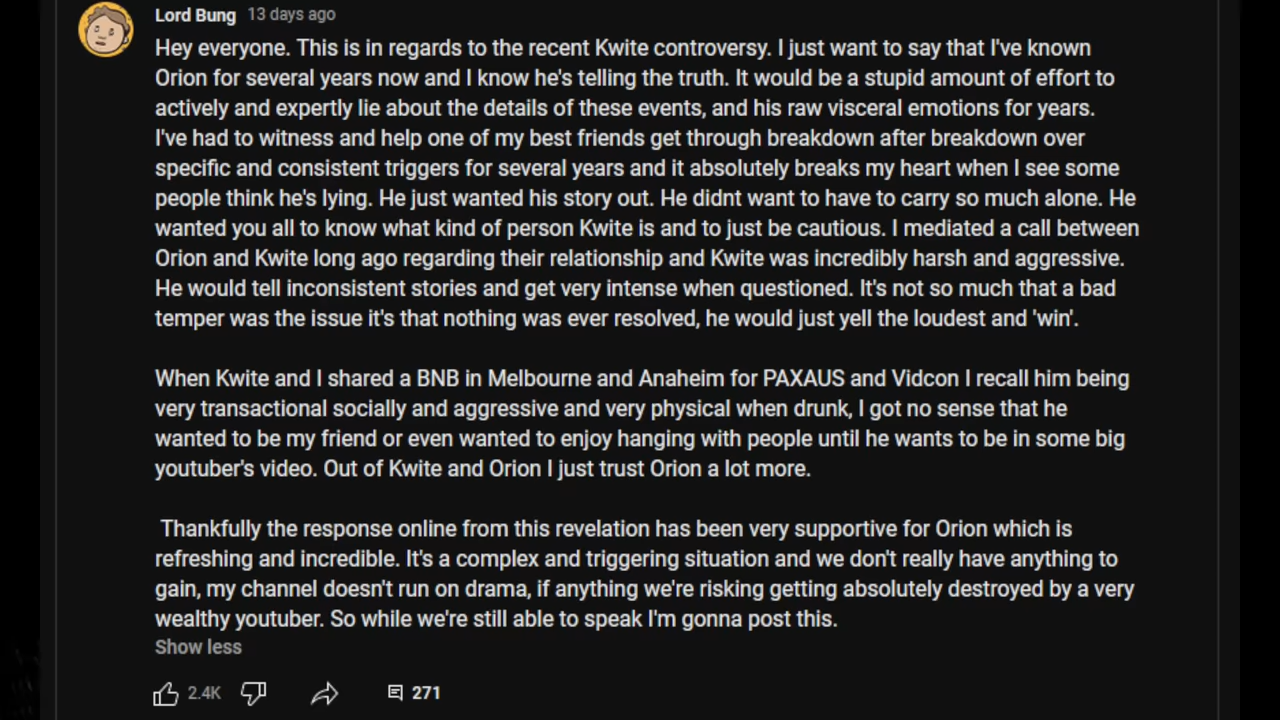 Lord Bung 13 days ago
Hey everyone. This is in regards to the recent Kwite controversy. I just want to say that I've known
Orion for several years now and I know he's telling the truth. It would be a stupid amount of effort to
actively and expertly lie about the details of these events, and his raw visceral emotions for years.
I've had to witness and help one of my best friends get through breakdown after breakdown over
specific and consistent triggers for several years and it absolutely breaks my heart when I see some
people think he's lying. He just wanted his story out. He didnt want to have to carry so much alone. He
wanted you all to know what kind of person Kwite is and to just be cautious. I mediated a call between
Orion and Kwite long ago regarding their relationship and Kwite was incredibly harsh and aggressive.
He would tell inconsistent stories and get very intense when questioned. It's not so much that a bad
temper was the issue it's that nothing was ever resolved, he would just yell the loudest and 'win'.
When Kwite and I shared a BNB in Melbourne and Anaheim for PAXAUS and Vidcon I recall him being
very transactional socially and aggressive and very physical when drunk, I got no sense that he
wanted to be my friend or even wanted to enjoy hanging with people until he wants to be in some big
youtuber's video. Out of Kwite and Orion I just trust Orion a lot more.
Thankfully the response online from this revelation has been very supportive for Orion which is
refreshing and incredible. It's a complex and triggering situation and we don't really have anything to
gain, my channel doesn't run on drama, if anything we're risking getting absolutely destroyed by a very
wealthy youtuber. So while we're still able to speak I'm gonna post this.
Show less
2.4K 271